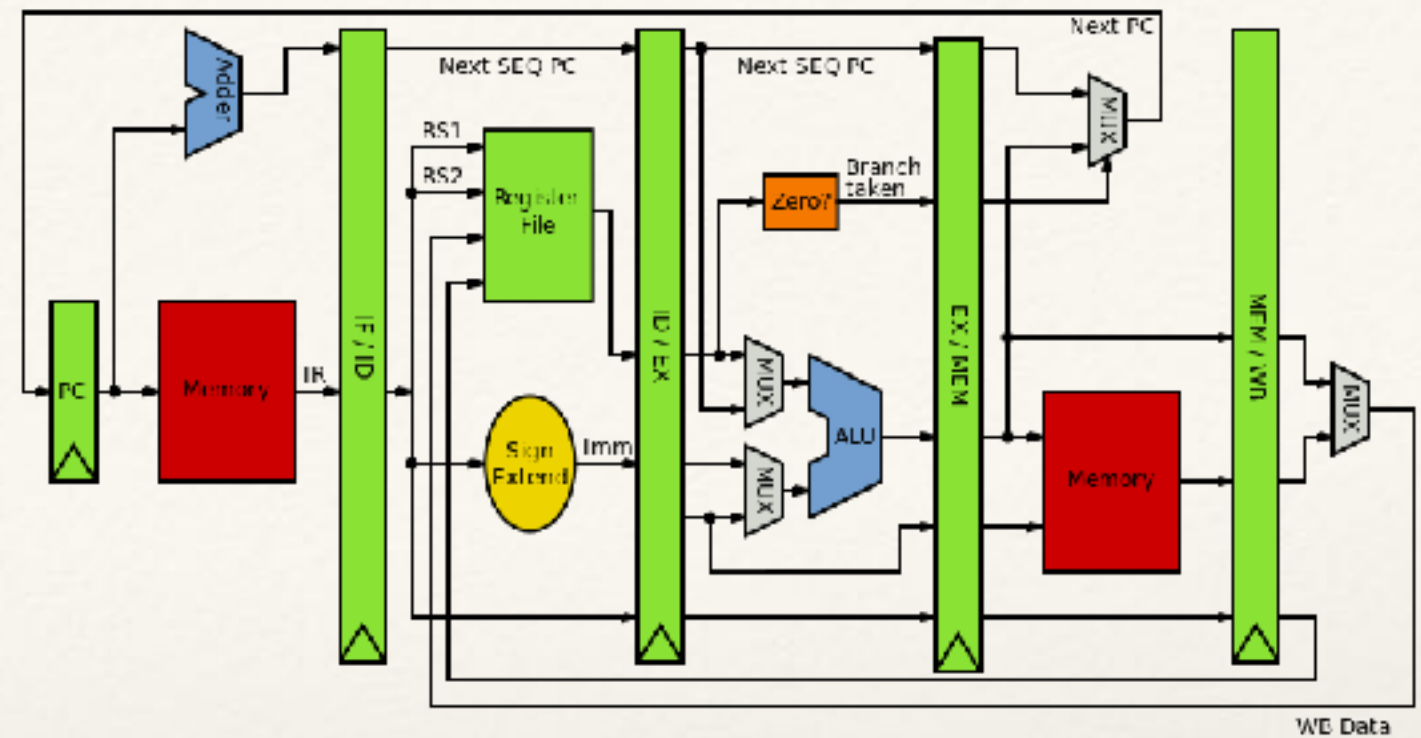 Next PC
Adder
Next SEQ PC
Next SEQ PC
MUX
RS1
RS2
Register
File
Zero?
Branch
taken
PC
Memory
IR
IF / ID
Sign
Extend
Imm
ID / EX
MUX
MUX
ALU
EX / MEM
Memory
MEM / WB
MUX
WB Data